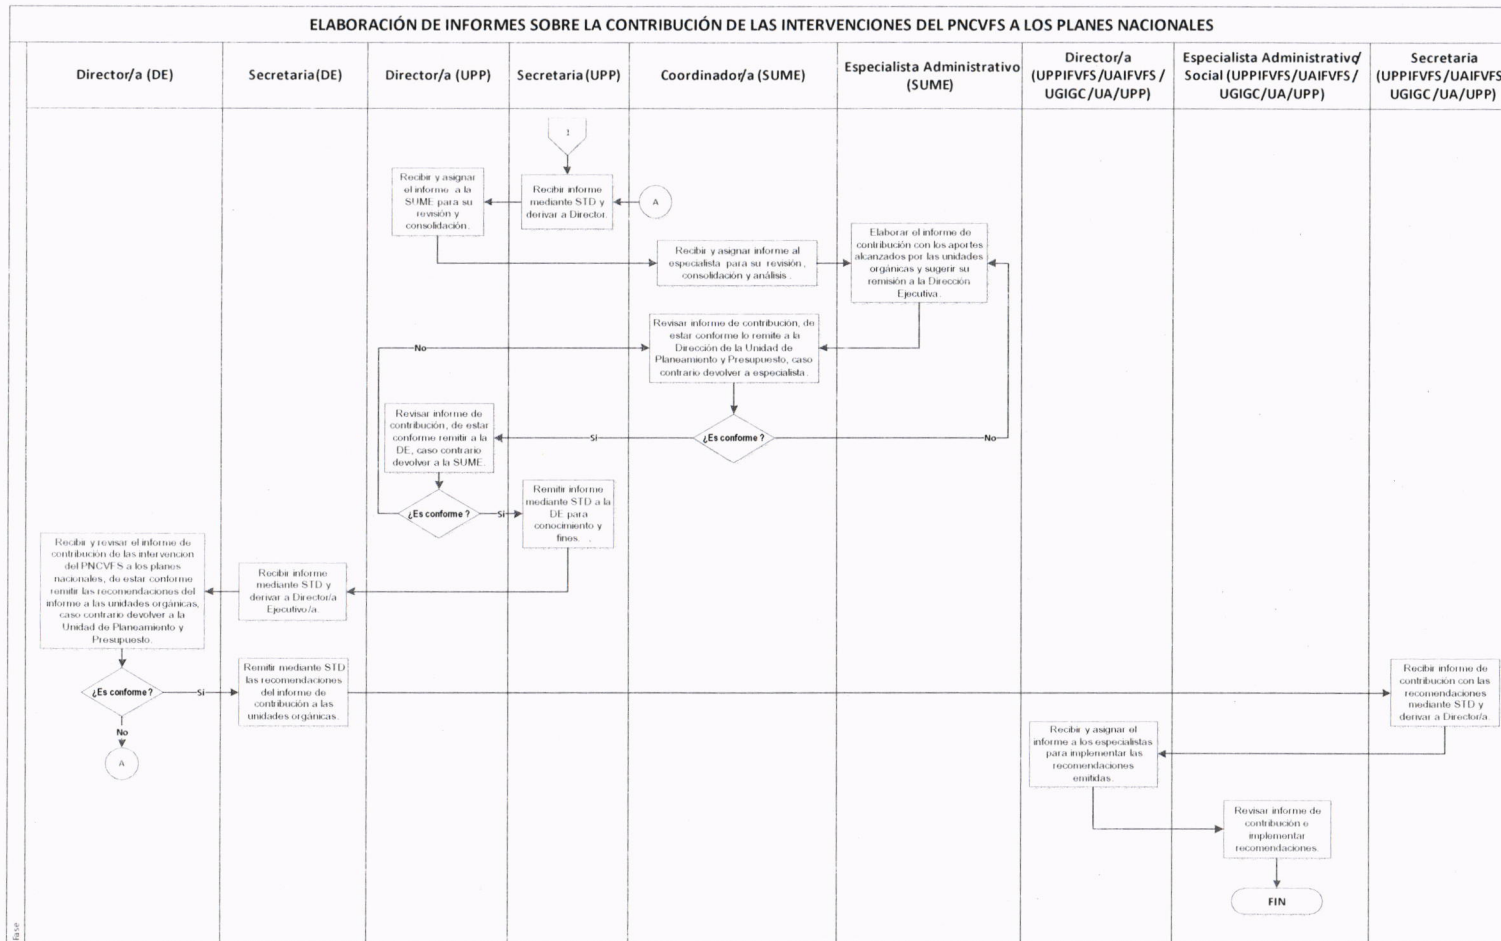 ELABORACIÓN DE INFORMES SOBRE LA CONTRIBUCIÓN DE LAS INTERVENCIONES DEL PNCVFS A LOS PLANES NACIONALES
Director/a (DE)
Secretaria(DE)
Director/a (UPP)
Secretaria(UPP)
Coordinador/a (SUME)
Especialista Administrativo
(SUME)
Director/a
(UPPIFVFS/UAIFVFS/
UGIGC/UA/UPP)
Especialista Administrativo/
Social (UPPIFVFS/UAIFVFS/
UGIGC/UA/UPP)
Secretaria
(UPPIFVFS/UAIFVFS
UGIGC/UA/UPP)
1
Recibir y asignar
el informe a la
SUME para su
revisión y
consolidación.
Recibir informe
mediante STD y
derivar a Director.
A
Recibir y asignar informe al
especialista para su revisión,
consolidación y análisis.
Elaborar el informe de
contribución con los aportes
alcanzados por las unidades
orgánicas y sugerir su
remisión a la Dirección
Ejecutiva.
Revisar informe de contribución, de
estar conforme lo remite a la
Dirección de la Unidad de
Planeamiento y Presupuesto, caso
contrario devolver a especialista.
No
Revisar informe de
contribución, de estar
conforme remitir a la
DE, caso contrario
devolver a la SUME.
Sí
¿Es conforme?
No
¿Es conforme?
Sí
Remitir informe
mediante STD a la
DE para
conocimiento y
fines.
Recibir y revisar el informe de
contribución de las intervencion
del PNCVFS a los planes
nacionales, de estar conforme
remitir las recomendaciones del
informe a las unidades orgánicas,
caso contrario devolver a la
Unidad de Planeamiento y
Presupuesto.
Recibir informe
mediante STD y
derivar a Director/a
Ejecutivo/a.
¿Es conforme?
Sí
Remitir mediante STD
las recomendaciones
del informe de
contribución a las
unidades orgánicas.
Recibir informe de
contribución con las
recomendaciones
mediante STD y
derivar a Director/a.
No
A
Recibir y asignar el
informe a los especialistas
para implementar las
recomendaciones
emitidas.
Revisar informe de
contribución e
implementar
recomendaciones
FIN
Fase